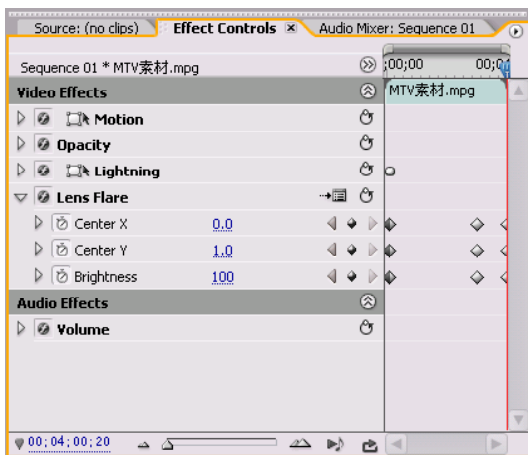 Source: (no clips) Effect Controls Audio Mixer: Sequence 01
Sequence 01 * MTV素材.mpg ;00;00
Video Effects MTV素材.mpg
Motion
Opacity
Lightning
Lens Flare
Center X 0.0
Center Y 1.0
Brightness 100
Audio Effects
Volume
00;04;00;20